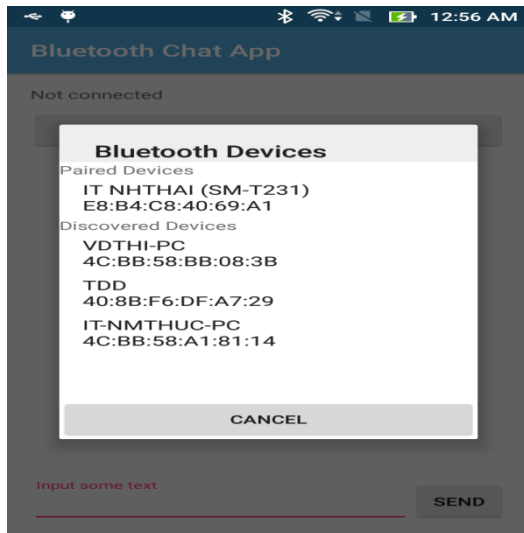 12:56 AM
Bluetooth Chat App
Not connected
Bluetooth Devices
Paired Devices
IT NHTHAI (SM-T231)
E8:B4:C8:40:69:A1
Discovered Devices
VDTHI-PC
4C:BB:58:BB:08:3B
TDD
40:8B:F6:DF:A7:29
IT-NMTHUC-PC
4C:BB:58:A1:81:14
CANCEL
Input some text
SEND